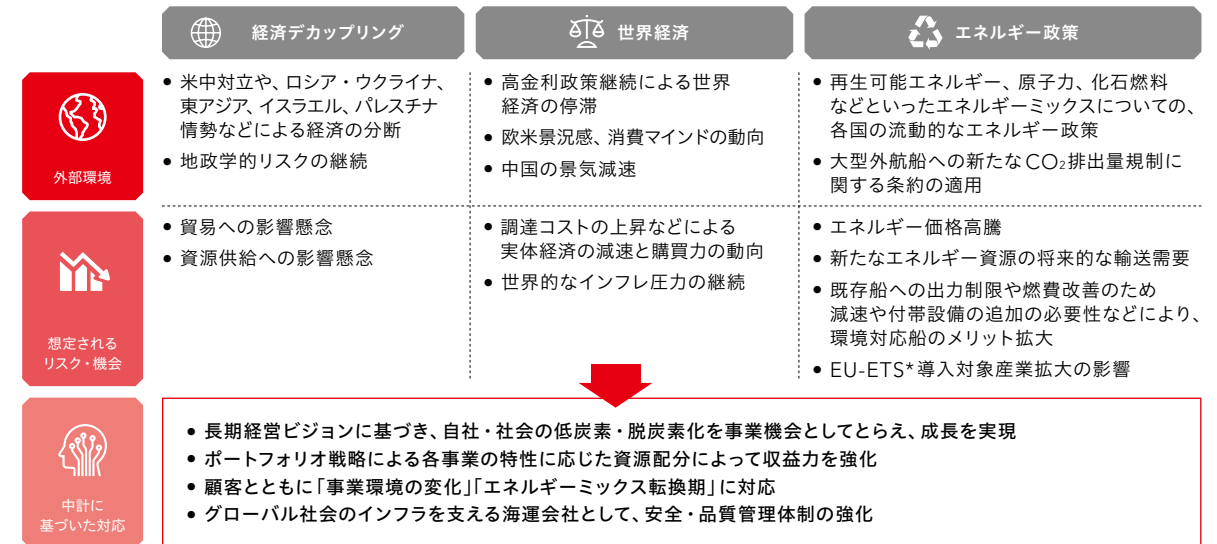 経済デカップリング
世界経済
エネルギー政策
外部環境
• 米中対立や、ロシア・ウクライナ、
東アジア、イスラエル、パレスチナ
情勢などによる経済の分断
• 地政学的リスクの継続
• 高金利政策継続による世界
経済の停滞
• 欧米景況感、消費マインドの動向
• 中国の景気減速
• 再生可能エネルギー、原子力、化石燃料
などといったエネルギーミックスについての、
各国の流動的なエネルギー政策
• 大型外航船への新たなCO₂排出量規制に
関する条約の適用
想定される
リスク・機会
• 貿易への影響懸念
• 資源供給への影響懸念
• 調達コストの上昇などによる
実体経済の減速と購買力の動向
• 世界的なインフレ圧力の継続
• エネルギー価格高騰
• 新たなエネルギー資源の将来的な輸送需要
• 既存船への出力制限や燃費改善のため
減速や付帯設備の追加の必要性などにより、
環境対応船のメリット拡大
• EU-ETS*導入対象産業拡大の影響
中計に
基づいた対応
• 長期経営ビジョンに基づき、自社・社会の低炭素・脱炭素化を事業機会としてとらえ、成長を実現
• ポートフォリオ戦略による各事業の特性に応じた資源配分によって収益力を強化
• 顧客とともに「事業環境の変化」「エネルギーミックス転換期」に対応
• グローバル社会のインフラを支える海運会社として、安全・品質管理体制の強化